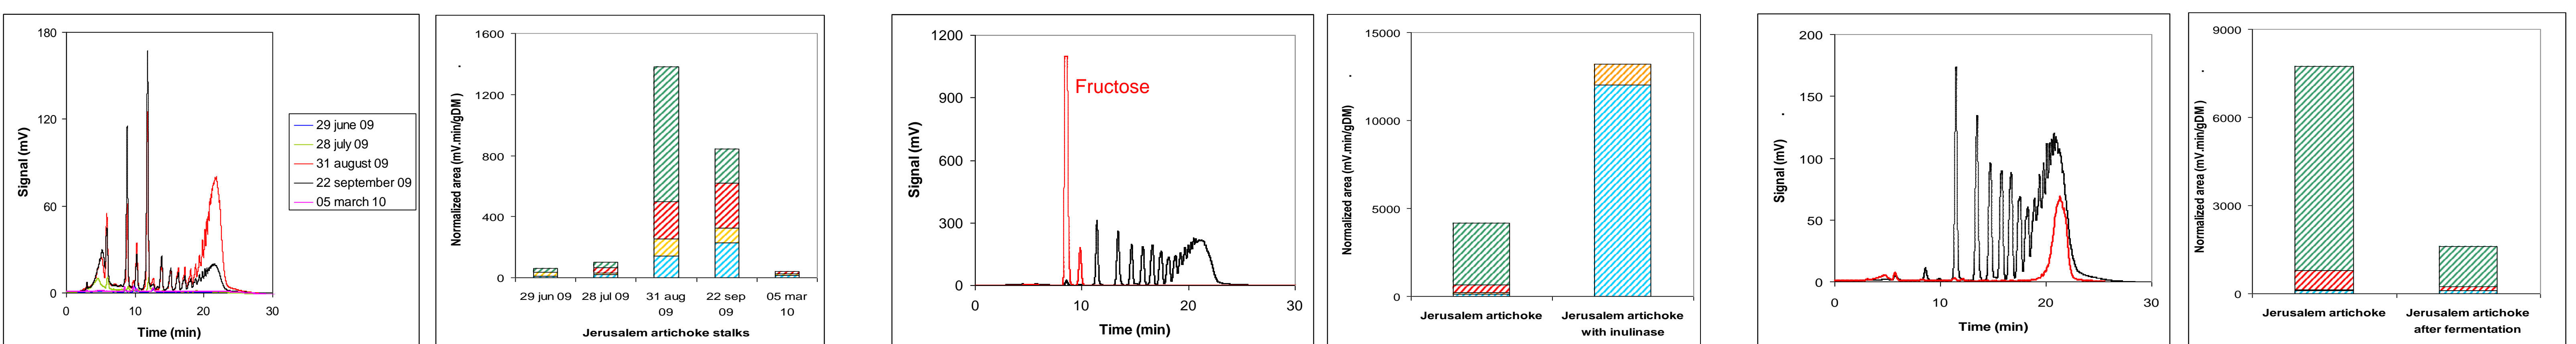 180
120
60
0
Signal (mV)
0 10 20 30
Time (min)
29 june 09
28 july 09
31 august 09
22 september 09
05 march 10
1600
1200
800
400
0
Normalized area (mV.min/gDM )
29 jun 09 28 jul 09 31 aug 22 sep 05 mar
09 09 10
Jerusalem artichoke stalks
1200
900
600
300
0
Signal (mV)
Fructose
0 10 20 30
Time (min)
15000
10000
5000
0
Normalized area (mV.min/gDM)
Jerusalem artichoke Jerusalem artichoke
with inulinase
200
150
100
50
0
Signal (mV)
0 10 20 30
Time (min)
9000
6000
3000
0
Normalized area (mV.min/gDM )
Jerusalem artichoke Jerusalem artichoke
after fermentation